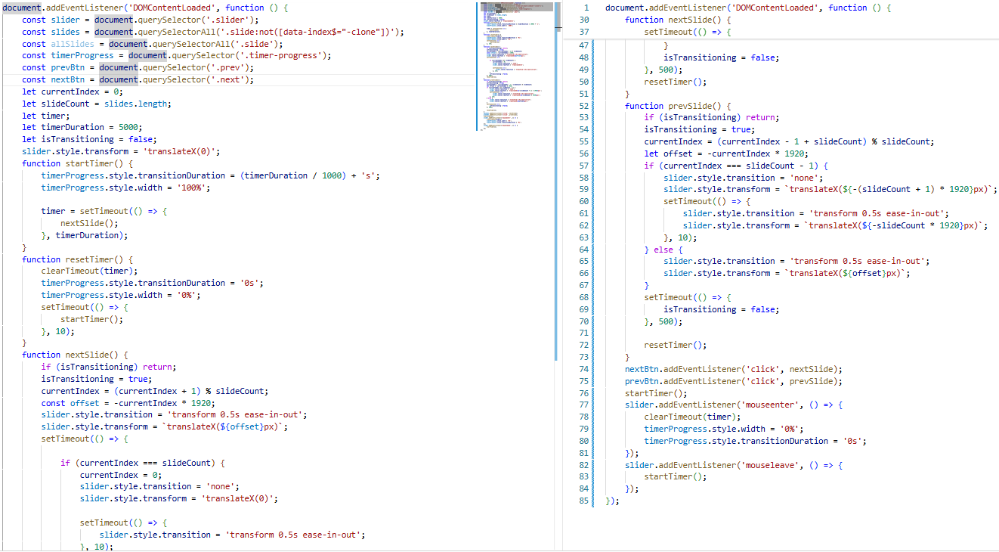 document.addEventListener('DOMContentLoaded', function () {
    const slider = document.querySelector('.slider');
    const slides = document.querySelectorAll('.slide:not([data-index$="-clone"])');
    const allSlides = document.querySelectorAll('.slide');
    const timerProgress = document.querySelector('.timer-progress');
    const prevBtn = document.querySelector('.prev');
    const nextBtn = document.querySelector('.next');
    let currentIndex = 0;
    let slideCount = slides.length;
    let timer;
    let timerDuration = 5000;
    let isTransitioning = false;
    slider.style.transform = 'translateX(0)';
    function startTimer() {
        timerProgress.style.transitionDuration = (timerDuration / 1000) + 's';
        timerProgress.style.width = '100%';
        timer = setTimeout(() => {
            nextSlide();
        }, timerDuration);
    }
    function resetTimer() {
        clearTimeout(timer);
        timerProgress.style.transitionDuration = '0s';
        timerProgress.style.width = '0%';
        setTimeout(() => {
            startTimer();
        }, 10);
    }
    function nextSlide() {
        if (isTransitioning) return;
        isTransitioning = true;
        currentIndex = (currentIndex + 1) % slideCount;
        const offset = -currentIndex * 1920;
        slider.style.transition = 'transform 0.5s ease-in-out';
        slider.style.transform = `translateX(${offset}px)`;
        setTimeout(() => {
            if (currentIndex === slideCount) {
                currentIndex = 0;
                slider.style.transition = 'none';
                slider.style.transform = 'translateX(0)';
                setTimeout(() => {
                    slider.style.transition = 'transform 0.5s ease-in-out';
                }, 10);
1 document.addEventListener('DOMContentLoaded', function () {
30     function nextSlide() {
37         setTimeout(() => {
47             }
48             isTransitioning = false;
49         }, 500);
50         resetTimer();
51     }
52     function prevSlide() {
53         if (isTransitioning) return;
54         isTransitioning = true;
55         currentIndex = (currentIndex - 1 + slideCount) % slideCount;
56         let offset = -currentIndex * 1920;
57         if (currentIndex === slideCount - 1) {
58             slider.style.transition = 'none';
59             slider.style.transform = `translateX(${-(slideCount + 1) * 1920}px)`;
60             setTimeout(() => {
61                 slider.style.transition = 'transform 0.5s ease-in-out';
62                 slider.style.transform = `translateX(${-slideCount * 1920}px)`;
63             }, 10);
64         } else {
65             slider.style.transition = 'transform 0.5s ease-in-out';
66             slider.style.transform = `translateX(${offset}px)`;
67         }
68         setTimeout(() => {
69             isTransitioning = false;
70         }, 500);
71
72         resetTimer();
73     }
74     nextBtn.addEventListener('click', nextSlide);
75     prevBtn.addEventListener('click', prevSlide);
76     startTimer();
77     slider.addEventListener('mouseenter', () => {
78         clearTimeout(timer);
79         timerProgress.style.width = '0%';
80         timerProgress.style.transitionDuration = '0s';
81     });
82     slider.addEventListener('mouseleave', () => {
83         startTimer();
84     });
85 });